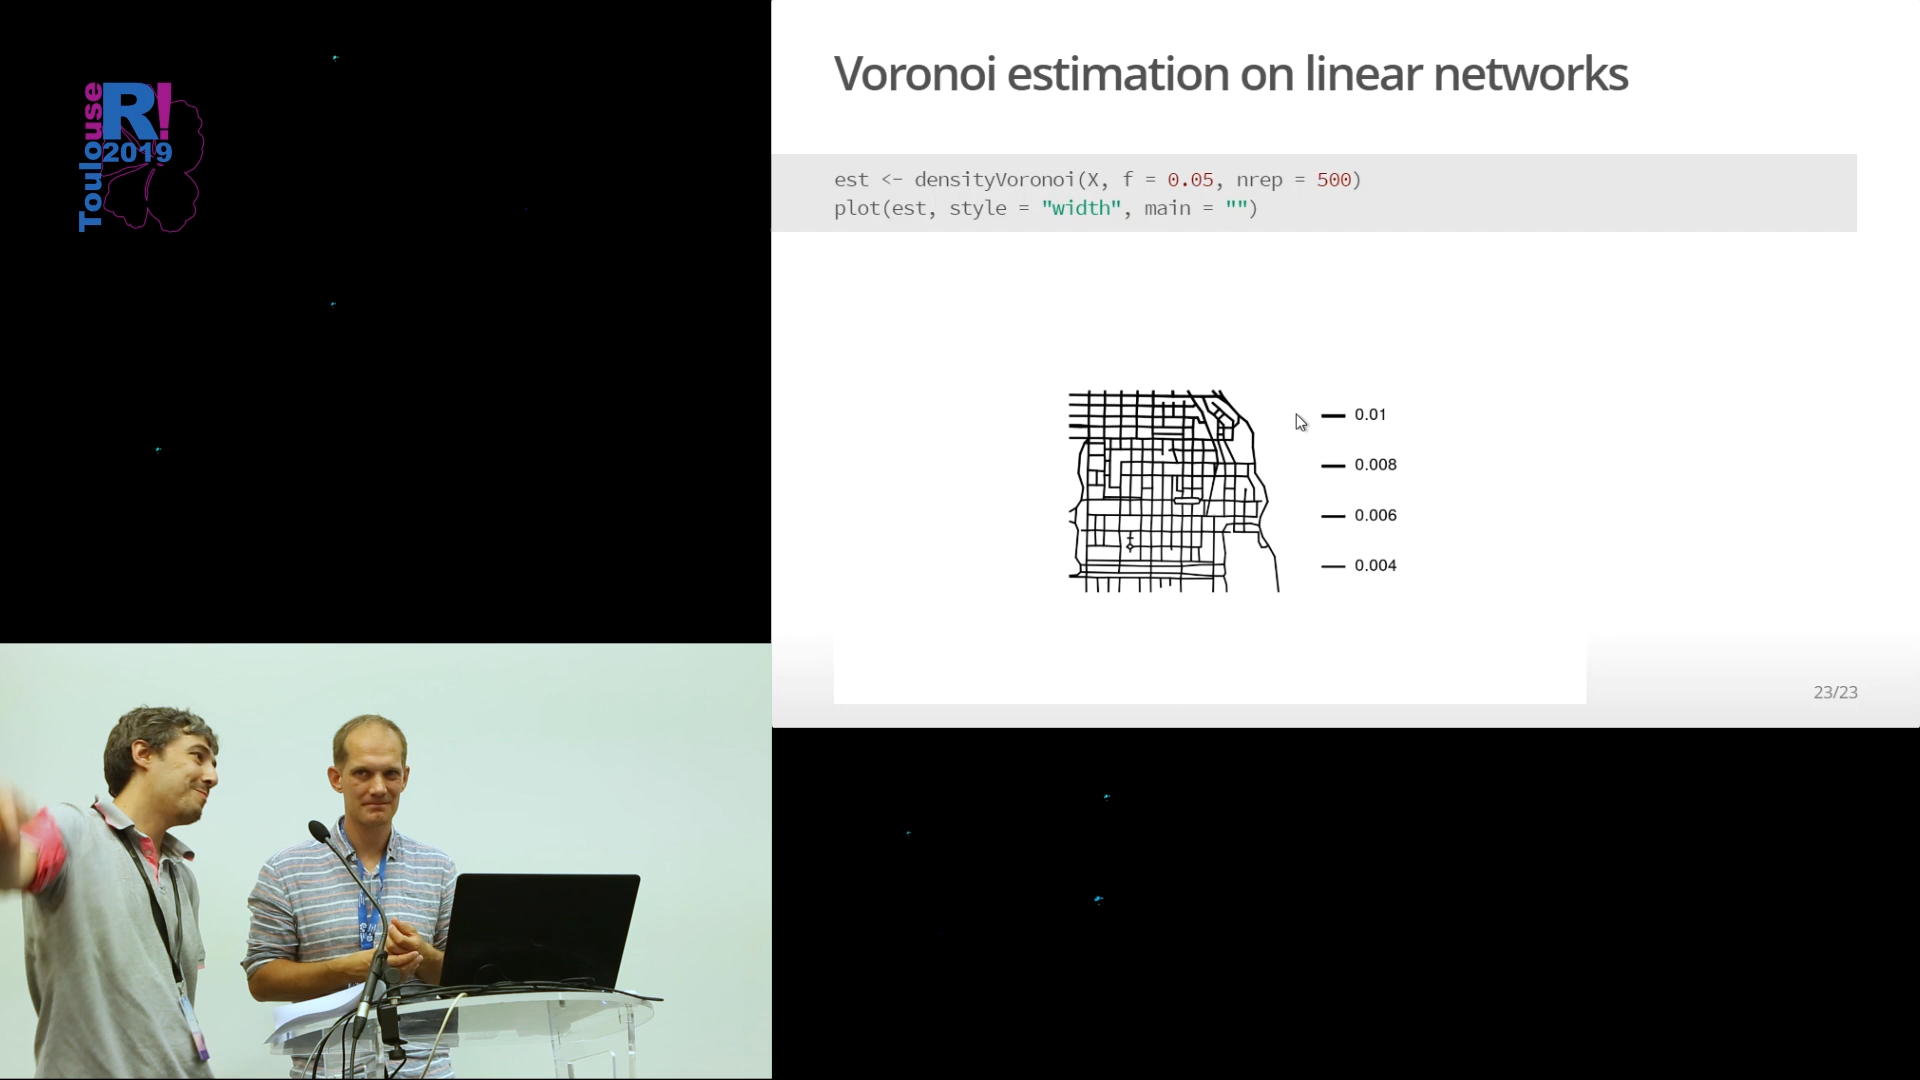 Toulouse
R!
2019
Voronoi estimation on linear networks
est <- densityVoronoi(X, f = 0.05, nrep = 500)
plot(est, style = "width", main = "")
0.01
0.008
0.006
0.004
23/23